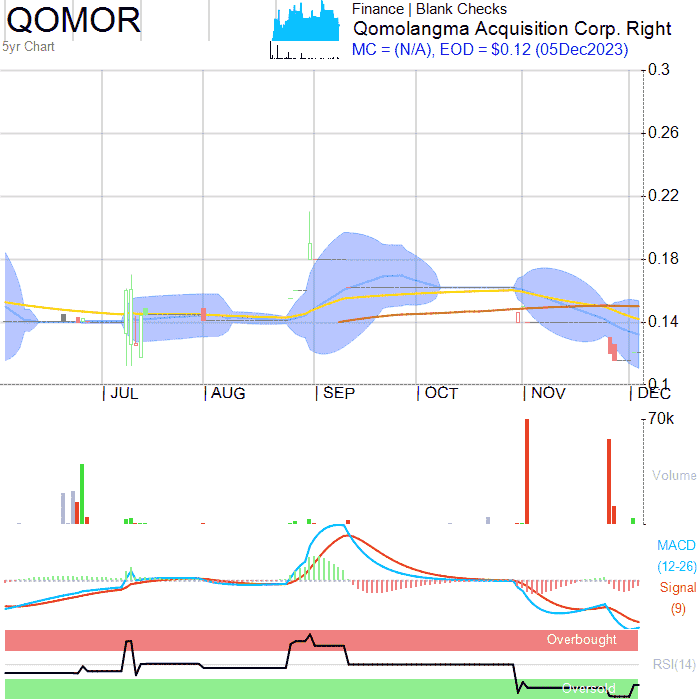 QOMOR
5yr Chart
Finance | Blank Checks
Qomolangma Acquisition Corp. Right
MC = (N/A), EOD = $0.12 (05Dec2023)
0.3
0.26
0.22
0.18
0.14
0.1
JUL AUG SEP OCT NOV DEC
70k
Volume
MACD
(12-26)
Signal
(9)
Overbought
RSI(14)
Oversold